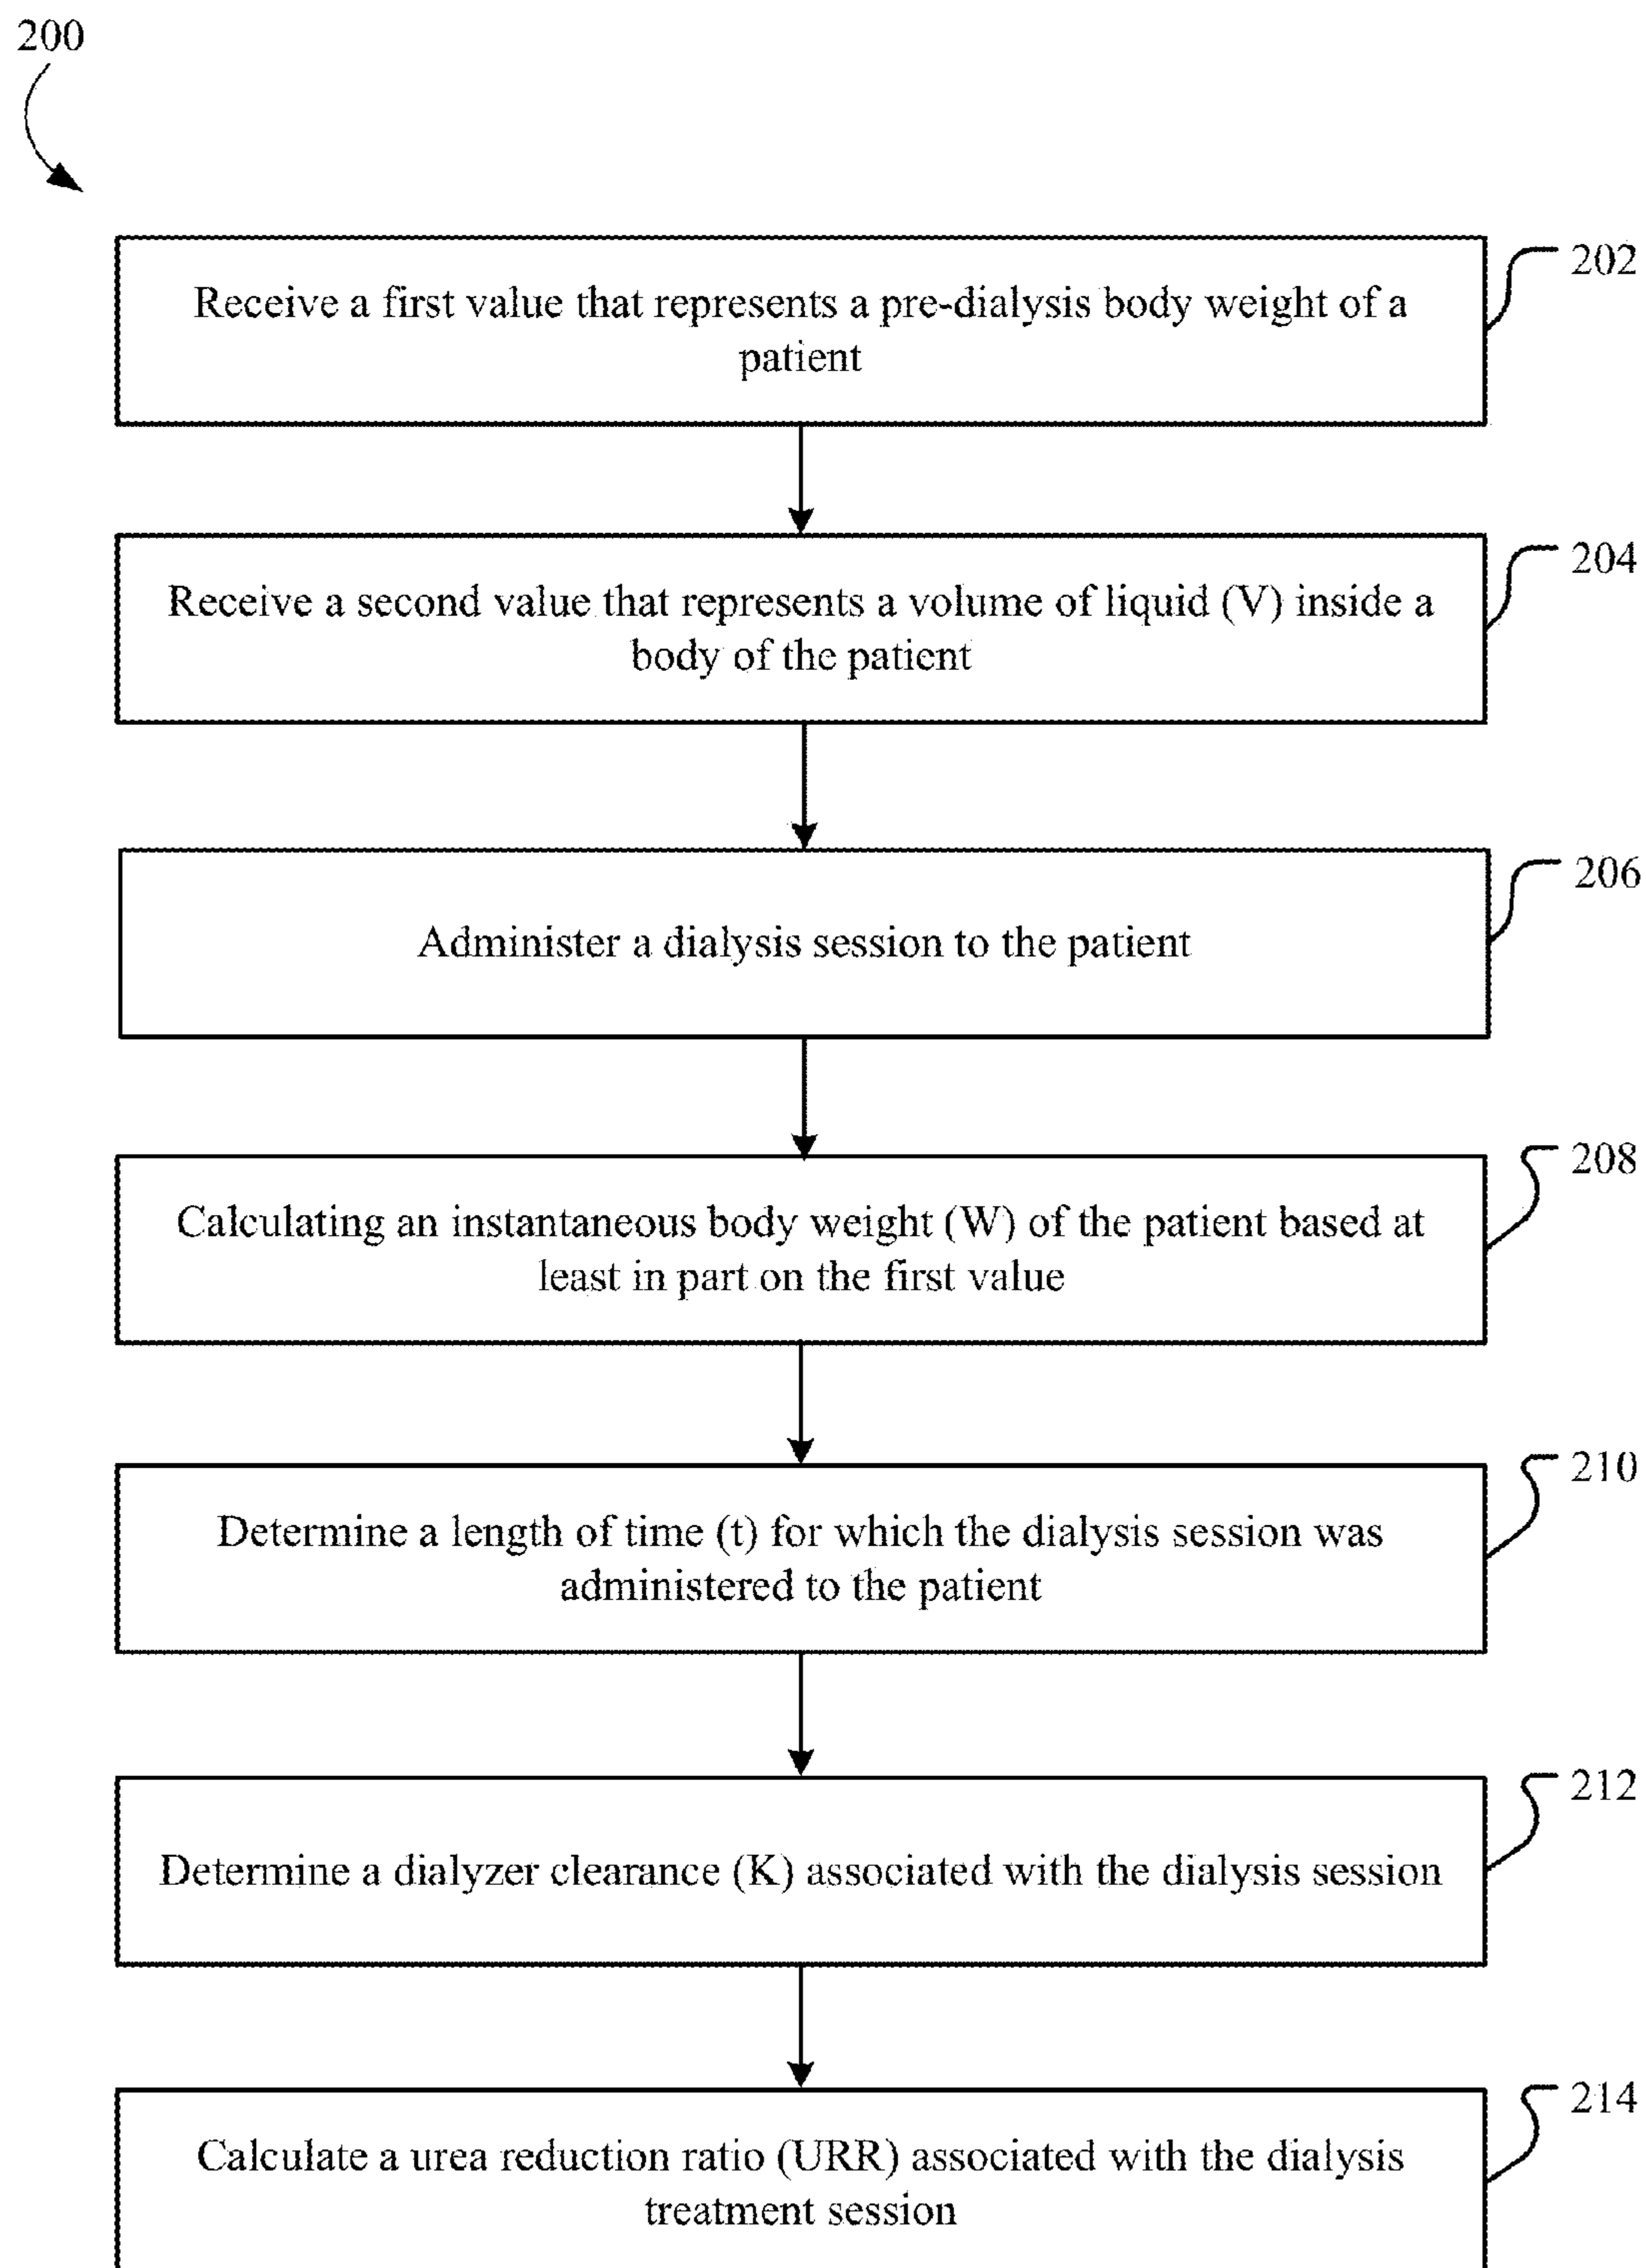 200
Receive a first value that represents a pre-dialysis body weight of a
patient
202
Receive a second value that represents a volume of liquid (V) inside a
body of the patient
204
Administer a dialysis session to the patient
206
Calculating an instantaneous body weight (W) of the patient based at
least in part on the first value
208
Determine a length of time (t) for which the dialysis session was
administered to the patient
210
Determine a dialyzer clearance (K) associated with the dialysis session
212
Calculate a urea reduction ratio (URR) associated with the dialysis
treatment session
214